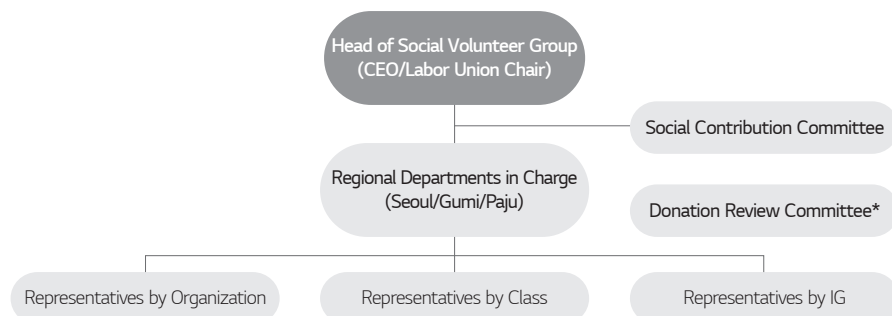 Head of Social Volunteer Group
(CEO/Labor Union Chair)
Social Contribution Committee
Regional Departments in Charge
(Seoul/Gumi/Paju)
Donation Review Committee*
Representatives by Organization
Representatives by Class
Representatives by IG